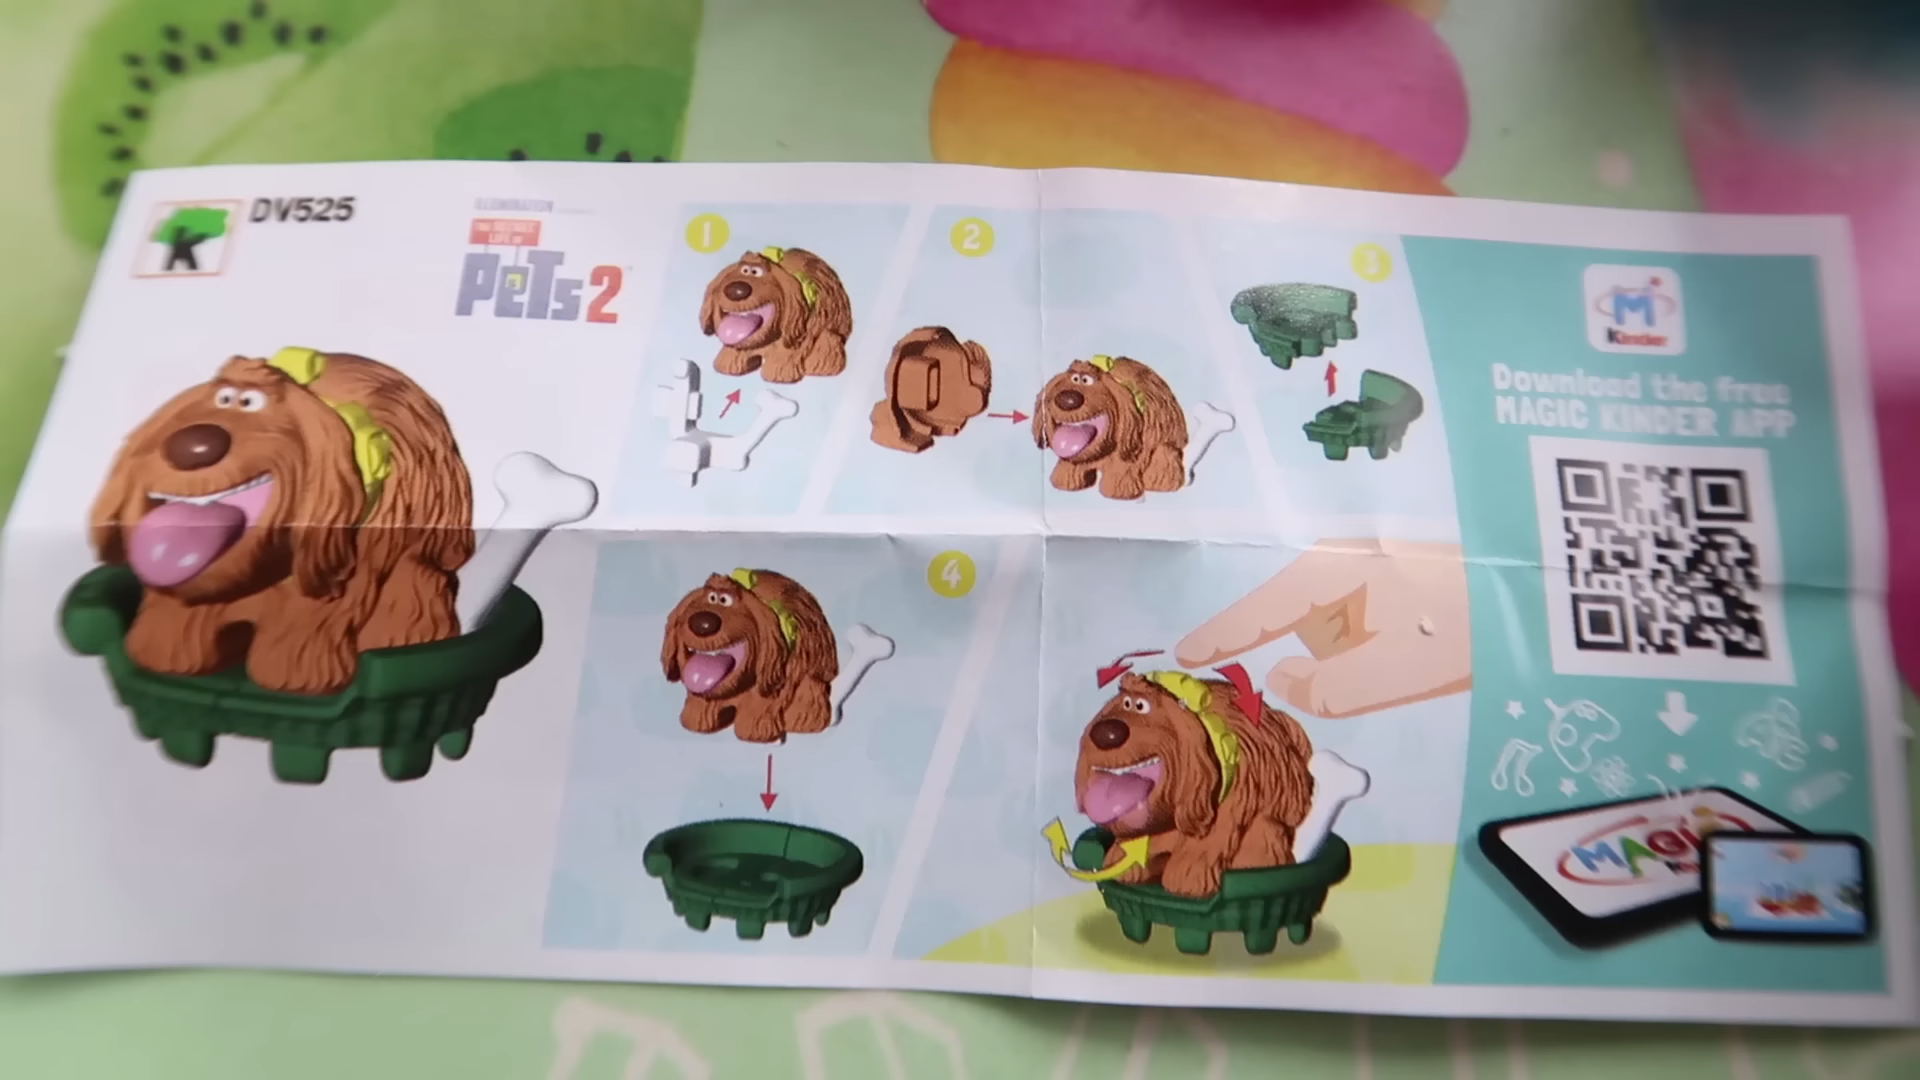 K
DV525
ILLUMINATION
THE SECRET
LIFE OF
PETS 2
1
2
3
4
M
Kinder
Download the free
MAGIC KINDER APP
MAGIC